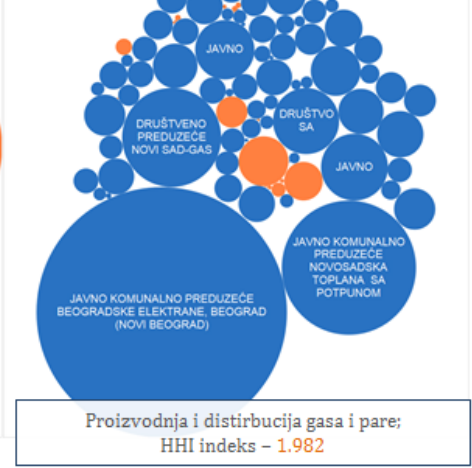 JAVNO
DRUŠTVENO
PREDUZEĆE
NOVI SAD-GAS
DRUŠTVO
SA
JAVNO
JAVNO KOMUNALNO
PREDUZEĆE
NOVOSADSKA
TOPLANA SA
POTPUNOM
JAVNO KOMUNALNO PREDUZEĆE
BEOGRADSKE ELEKTRANE, BEOGRAD
(NOVI BEOGRAD)
Proizvodnja i distirbucija gasa i pare;
HHI indeks – 1.982